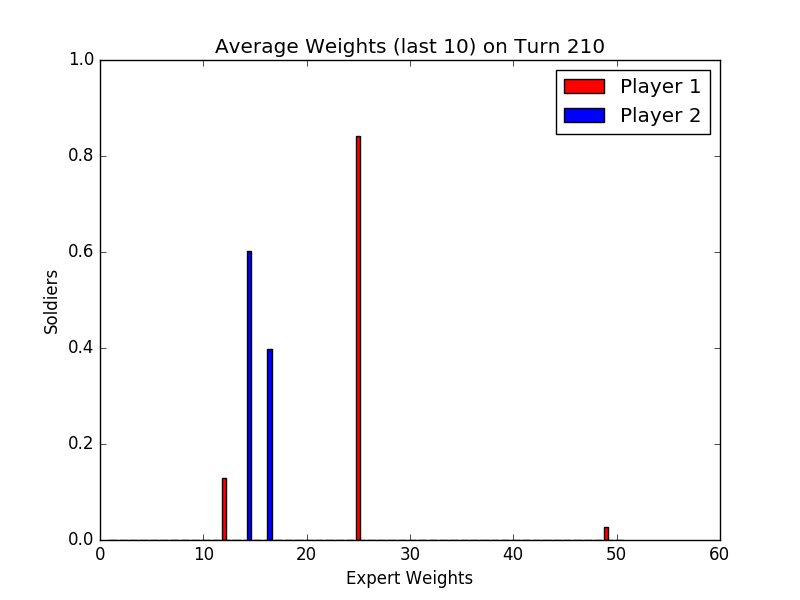 Average Weights (last 10) on Turn 210
Player 1
Player 2
1.0
0.8
0.6
0.4
0.2
0.0
Soldiers
0 10 20 30 40 50 60
Expert Weights